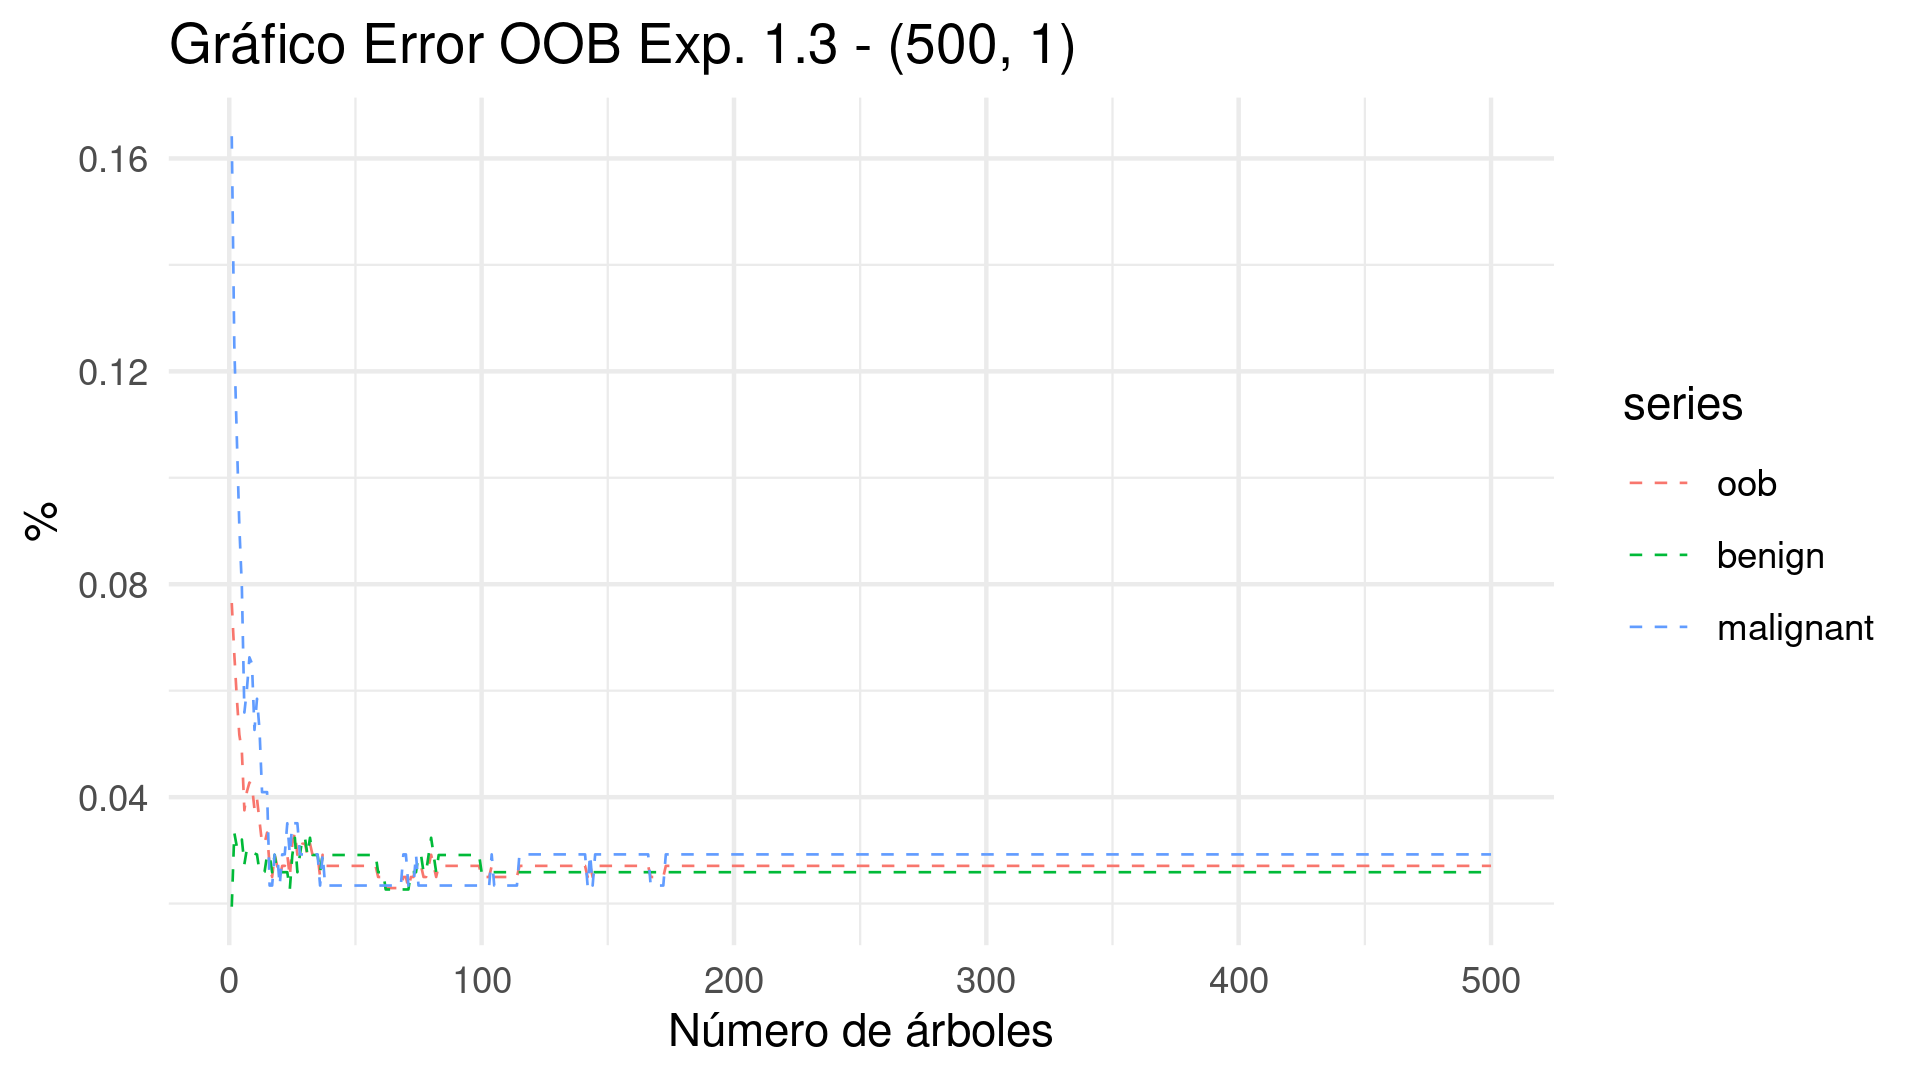 Gráfico Error OOB Exp. 1.3 - (500, 1)
0.16
0.12
0.08
0.04
%
0 100 200 300 400 500
Número de árboles
series
oob
benign
malignant